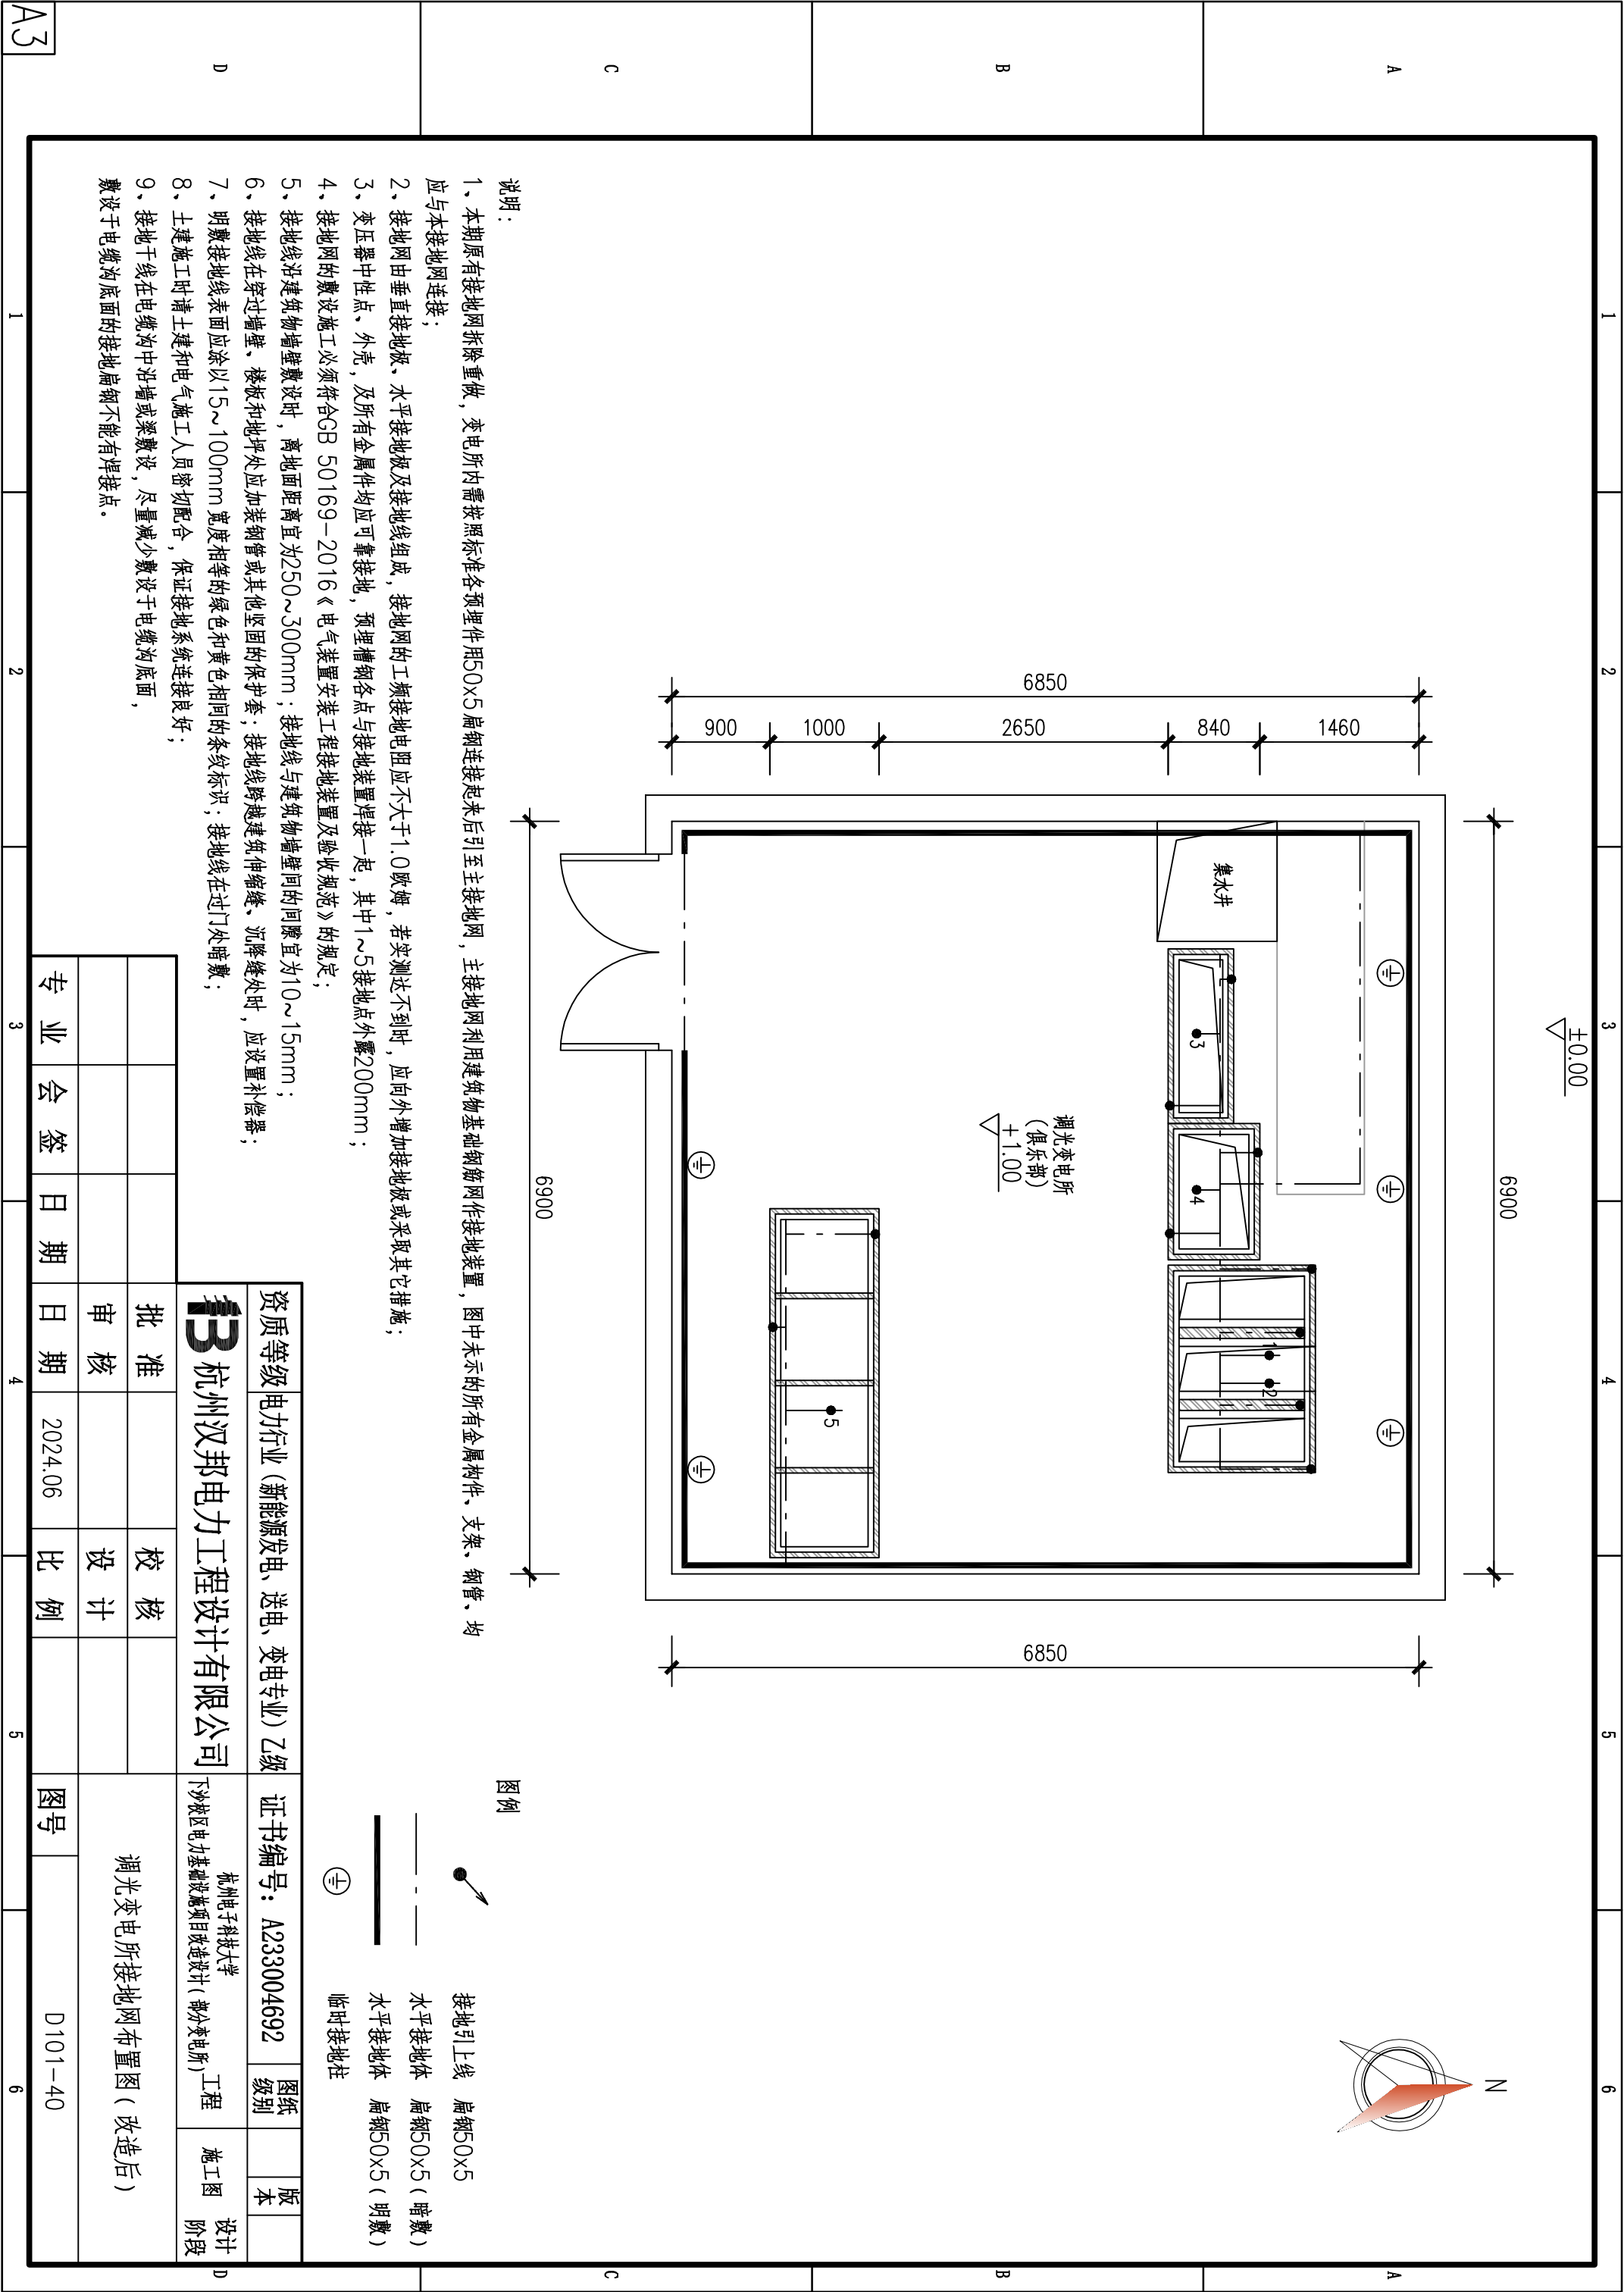 A3
1
2
3
4
5
6
A
B
C
D
±0.00
N
6900
6850
1460
840
2650
1000
900
6850
集水井
3
4
1
2
调光变电所
(俱乐部)
+1.00
5
6900
图例
接地引上线 扁钢50x5
水平接地体 扁钢50x5(暗敷)
水平接地体 扁钢50x5(明敷)
临时接地柱
说明:
1、本期原有接地网拆除重做,变电所内需按照标准各预埋件用50x5扁钢连接起来后引至主接地网,主接地网利用建筑物基础钢筋网作接地装置,图中未示的所有金属构件、支架、钢管、均
应与本接地网连接;
2、接地网由垂直接地极、水平接地极及接地线组成,接地网的工频接地电阻应不大于1.0欧姆,若实测达不到时,应向外增加接地极或采取其它措施;
3、变压器中性点、外壳,及所有金属件均应可靠接地,预埋槽钢各点与接地装置焊接一起,其中1~5接地点外露200mm;
4、接地网的敷设施工必须符合GB 50169-2016《电气装置安装工程接地装置及验收规范》的规定;
5、接地线沿建筑物墙壁敷设时,离地面距离宜为250~300mm;接地线与建筑物墙壁间的间隙宜为10~15mm;
6、接地线在穿过墙壁、楼板和地坪处应加装钢管或其他坚固的保护套;接地线跨越建筑伸缩缝、沉降缝处时,应设置补偿器;
7、明敷接地线表面应涂以15~100mm宽度相等的绿色和黄色相间的条纹标识;接地线在过门处暗敷;
8、土建施工时请土建和电气施工人员密切配合,保证接地系统连接良好;
9、接地干线在电缆沟中沿墙或梁敷设,尽量减少敷设于电缆沟底面,
敷设于电缆沟底面的接地扁钢不能有焊接点。
资质等级 电力行业(新能源发电、送电、变电专业)乙级 证书编号:A233004692 图纸级别 版本
杭州汉邦电力工程设计有限公司
杭州电子科技大学
下沙校区电力基础设施项目改造设计(部分变电所) 工程 施工图 设计阶段
批准 校核
审核 设计
调光变电所接地网布置图(改造后)
专业 会签 日期 日期 2024.06 比例 图号 D101-40
1
2
3
4
5
6
A
B
C
D